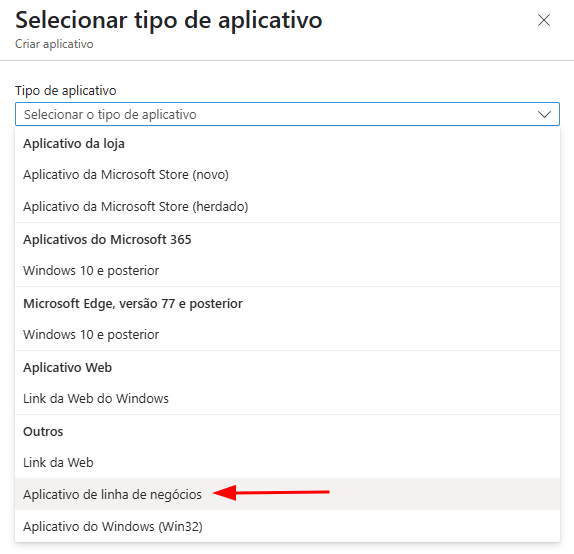 Selecionar tipo de aplicativo
Criar aplicativo
Tipo de aplicativo
Selecionar o tipo de aplicativo
Aplicativo da loja
Aplicativo da Microsoft Store (novo)
Aplicativo da Microsoft Store (herdado)
Aplicativos do Microsoft 365
Windows 10 e posterior
Microsoft Edge, versão 77 e posterior
Windows 10 e posterior
Aplicativo Web
Link da Web do Windows
Outros
Link da Web
Aplicativo de linha de negócios
Aplicativo do Windows (Win32)